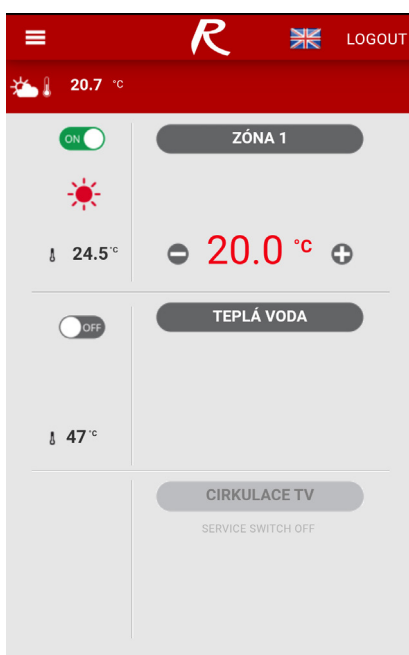 R
LOGOUT
20.7 °C
ON
ZÓNA 1
24.5 °C
20.0 °C
OFF
TEPLÁ VODA
47 °C
CIRKULACE TV
SERVICE SWITCH OFF